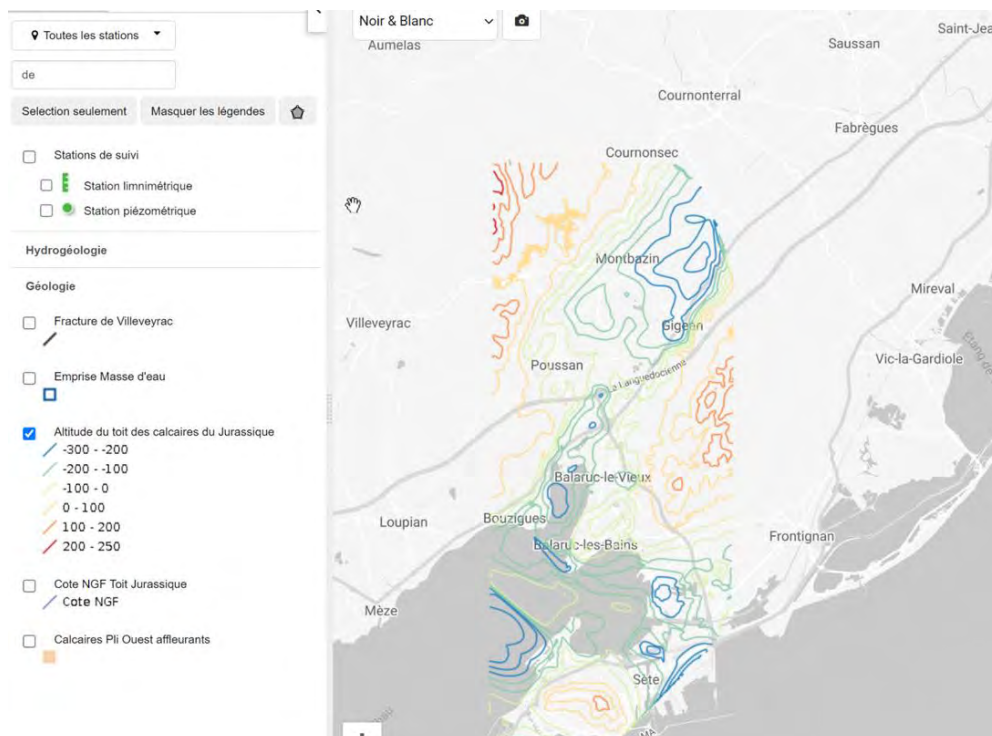 Toutes les stations
de
Selection seulement
Masquer les légendes
Stations de suivi
Station limnimétrique
Station piézométrique
Hydrogéologie
Géologie
Fracture de Villeveyrac
Emprise Masse d'eau
Altitude du toit des calcaires du Jurassique
-300 - -200
-200 - -100
-100 - 0
0 - 100
100 - 200
200 - 250
Cote NGF Toit Jurassique
Cote NGF
Calcaires Pli Ouest affleurants
Noir & Blanc
Aumelas
Saint-Jea
Saussan
Cournonterral
Fabrègues
Cournonsec
Montbazin
Mireval
Villeveyrac
Gigean
Vic-la-Gardiole
Étang de
Poussan
La Languedocienne
Balaruc-le-Vieux
Loupian
Bouzigues
Balaruc-les-Bains
Frontignan
Mèze
Sète
MA